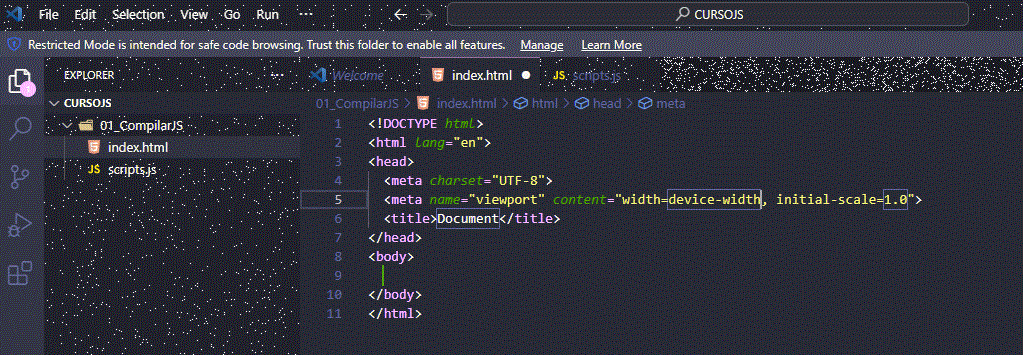 File Edit Selection View Go Run ... CURSOJS
Restricted Mode is intended for safe code browsing. Trust this folder to enable all features. Manage Learn More
EXPLORER ... Welcome index.html JS scripts.js
CURSOJS
01_CompilarJS
index.html
JS scripts.js
01_CompilarJS > index.html > html > head > meta
1 <!DOCTYPE html>
2 <html lang="en">
3 <head>
4 <meta charset="UTF-8">
5 <meta name="viewport" content="width=device-width, initial-scale=1.0">
6 <title>Document</title>
7 </head>
8 <body>
9
10 </body>
11 </html>